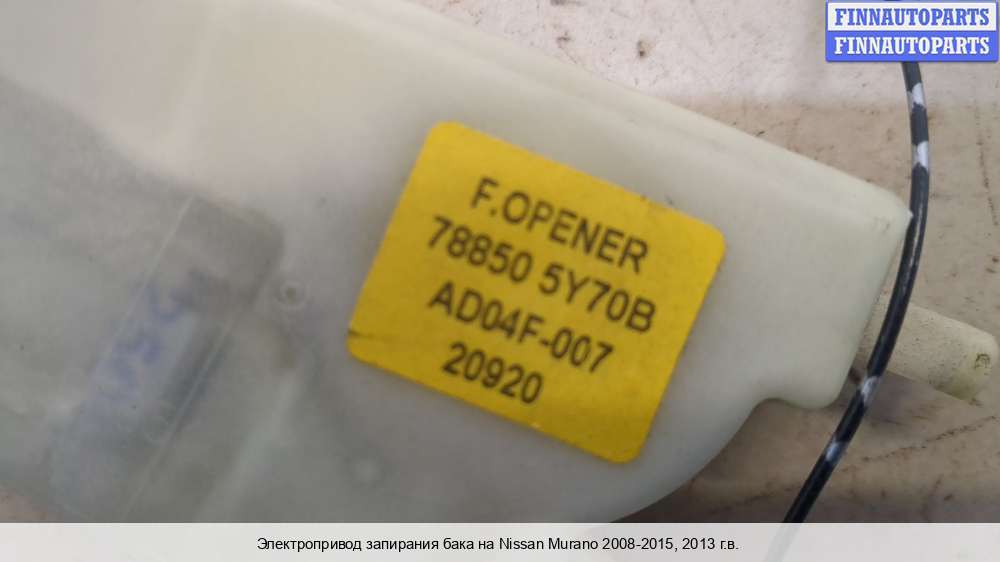 FINNAUTOPARTS
FINNAUTOPARTS
F.OPENER
78850 5Y70B
AD04F-007
20920
Электропривод запирания бака на Nissan Murano 2008-2015, 2013 г.в.